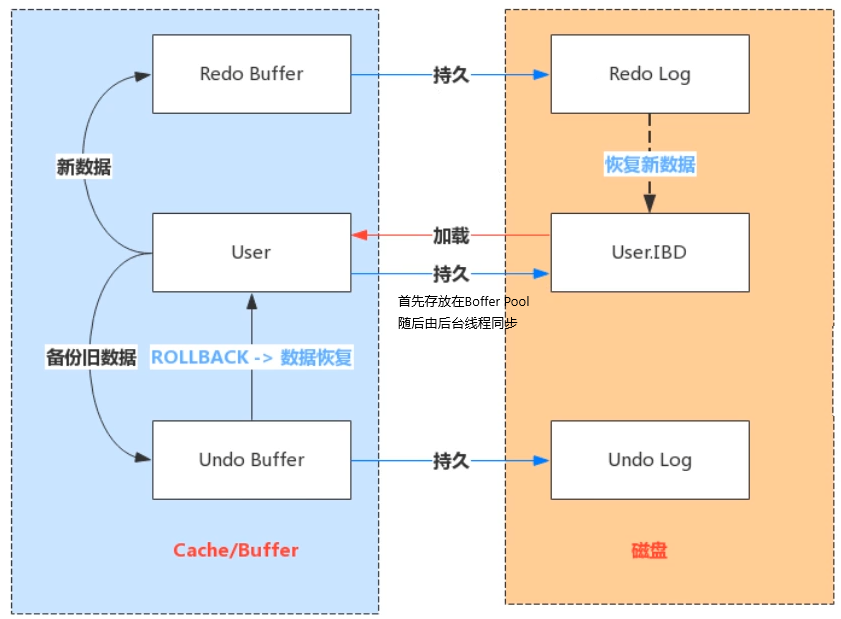 Redo Buffer
持久
Redo Log
新数据
恢复新数据
User
加载
持久
User.IBD
首先存放在Boffer Pool
随后由后台线程同步
备份旧数据
ROLLBACK -> 数据恢复
Undo Buffer
持久
Undo Log
Cache/Buffer
磁盘